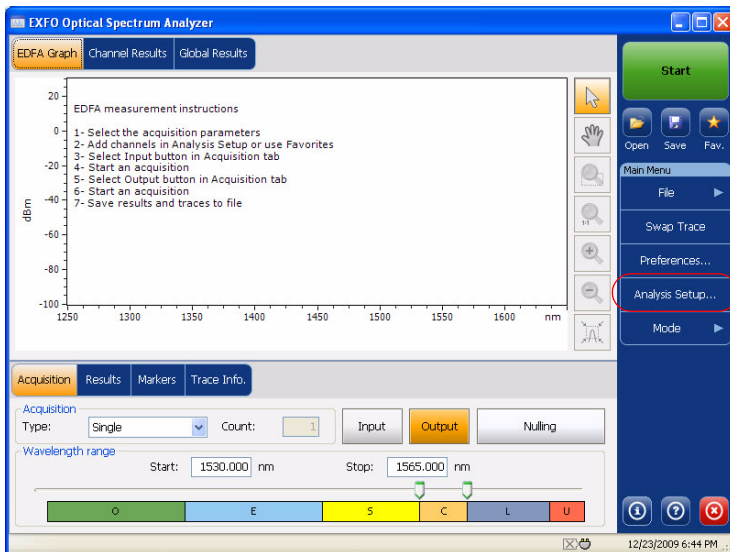 EXFO Optical Spectrum Analyzer
EDFA Graph Channel Results Global Results
EDFA measurement instructions
1- Select the acquisition parameters
2- Add channels in Analysis Setup or use Favorites
3- Select Input button in Acquisition tab
4- Start an acquisition
5- Select Output button in Acquisition tab
6- Start an acquisition
7- Save results and traces to file
dBm
20
0
-20
-40
-60
-80
-100
1250 1300 1350 1400 1450 1500 1550 1600 nm
1:1
Start
Open Save Fav.
Main Menu
File
Swap Trace
Preferences...
Analysis Setup...
Mode
Acquisition Results Markers Trace Info.
Acquisition
Type: Single Count: 1 Input Output Nulling
Wavelength range
Start: 1530.000 nm Stop: 1565.000 nm
O E S C L U
12/23/2009 6:44 PM